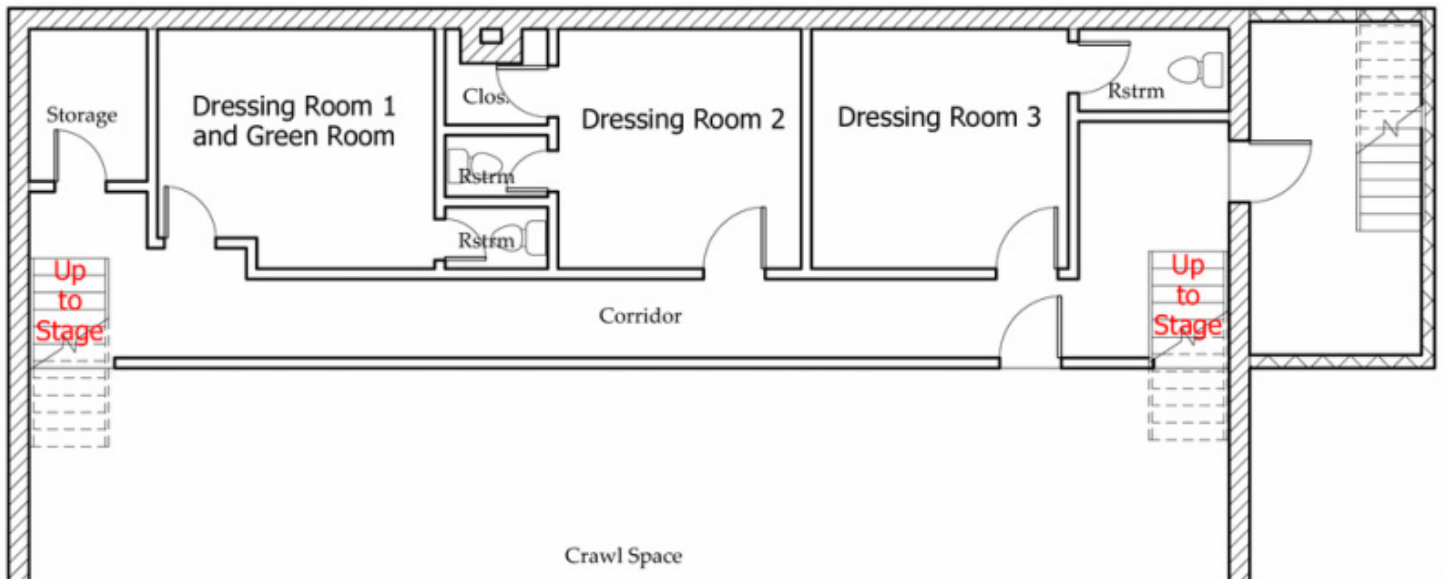 Storage
Dressing Room 1
and Green Room
Clos.
Rstrm
Rstrm
Dressing Room 2
Dressing Room 3
Rstrm
Up
to
Stage
Corridor
Up
to
Stage
Crawl Space